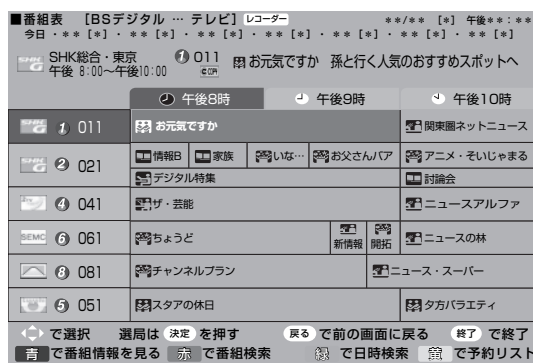 ■番組表 [BSデジタル … テレビ] レコーダー **/** [*] 午後**:**
今日・** [*]・** [*]・** [*]・** [*]・** [*]・** [*]・** [*]
SHK総合・東京 ① 011 お元気ですか 孫と行く人気のおすすめスポットへ
午後 8:00～午後10:00
午後8時 午後9時 午後10時
SHK G ① 011 お元気ですか 関東圏ネットニュース
SHK G ② 021 情報B 家族 いな… お父さんバア アニメ・そいじゃまる
デジタル特集 討論会
④ 041 ザ・芸能 ニュースアルファ
SEMC ⑥ 061 ちょうど 新情報 開拓 ニュースの林
⑧ 081 チャンネルプラン ニュース・スーパー
⑤ 051 スタアの休日 夕方バラエティ
で選択 選局は 決定 を押す 戻る で前の画面に戻る 終了 で終了
青 で番組情報を見る 赤 で番組検索 緑 で日時検索 黄 で予約リスト